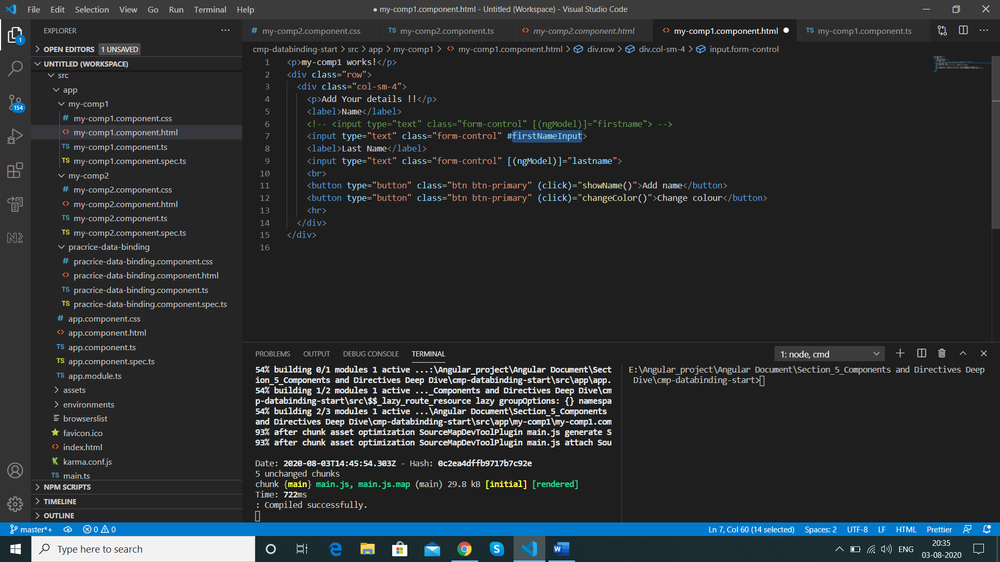 File Edit Selection View Go Run Terminal Help
● my-comp1.component.html - Untitled (Workspace) - Visual Studio Code
EXPLORER
OPEN EDITORS 1 UNSAVED
UNTITLED (WORKSPACE)
src
app
my-comp1
# my-comp1.component.css
<> my-comp1.component.html
TS my-comp1.component.ts
TS my-comp1.component.spec.ts
my-comp2
# my-comp2.component.css
<> my-comp2.component.html
TS my-comp2.component.ts
TS my-comp2.component.spec.ts
pracrice-data-binding
# pracrice-data-binding.component.css
<> pracrice-data-binding.component.html
TS pracrice-data-binding.component.ts
TS pracrice-data-binding.component.spec.ts
# app.component.css
<> app.component.html
TS app.component.ts
TS app.component.spec.ts
TS app.module.ts
assets
environments
browserslist
favicon.ico
<> index.html
karma.conf.js
TS main.ts
NPM SCRIPTS
TIMELINE
OUTLINE
1
154
# my-comp2.component.css TS my-comp2.component.ts <> my-comp2.component.html <> my-comp1.component.html ● TS my-comp1.component.ts
cmp-databinding-start > src > app > my-comp1 > <> my-comp1.component.html > div.row > div.col-sm-4 > input.form-control
1 <p>my-comp1 works!</p>
2 <div class="row">
3 <div class="col-sm-4">
4 <p>Add Your details !!</p>
5 <label>Name</label>
6 <!-- <input type="text" class="form-control" [(ngModel)]="firstname"> -->
7 <input type="text" class="form-control" #firstNameInput>
8 <label>Last Name</label>
9 <input type="text" class="form-control" [(ngModel)]="lastname">
10 <br>
11 <button type="button" class="btn btn-primary" (click)="showName()">Add name</button>
12 <button type="button" class="btn btn-primary" (click)="changeColor()">Change colour</button>
13 <hr>
14 </div>
15 </div>
16
PROBLEMS OUTPUT DEBUG CONSOLE TERMINAL
1: node, cmd
54% building 0/1 modules 1 active ...:\Angular_project\Angular Document\Sect
ion_5_Components and Directives Deep Dive\cmp-databinding-start\src\app\app.
54% building 1/2 modules 1 active ..._Components and Directives Deep Dive\cm
p-databinding-start\src\$$_lazy_route_resource lazy groupOptions: {} namespa
54% building 2/3 modules 1 active ...\Angular Document\Section_5_Components
and Directives Deep Dive\cmp-databinding-start\src\app\my-comp1\my-comp1.com
93% after chunk asset optimization SourceMapDevToolPlugin main.js generate S
93% after chunk asset optimization SourceMapDevToolPlugin main.js attach Sou
Date: 2020-08-03T14:45:54.303Z - Hash: 0c2ea4dffb9717b7c92e
5 unchanged chunks
chunk {main} main.js, main.js.map (main) 29.8 kB [initial] [rendered]
Time: 722ms
: Compiled successfully.
E:\Angular_project\Angular Document\Section_5_Components and Directives Deep
Dive\cmp-databinding-start>
master*+ 0 0
Ln 7, Col 60 (14 selected) Spaces: 2 UTF-8 LF HTML Prettier
Type here to search
ENG
20:35
03-08-2020